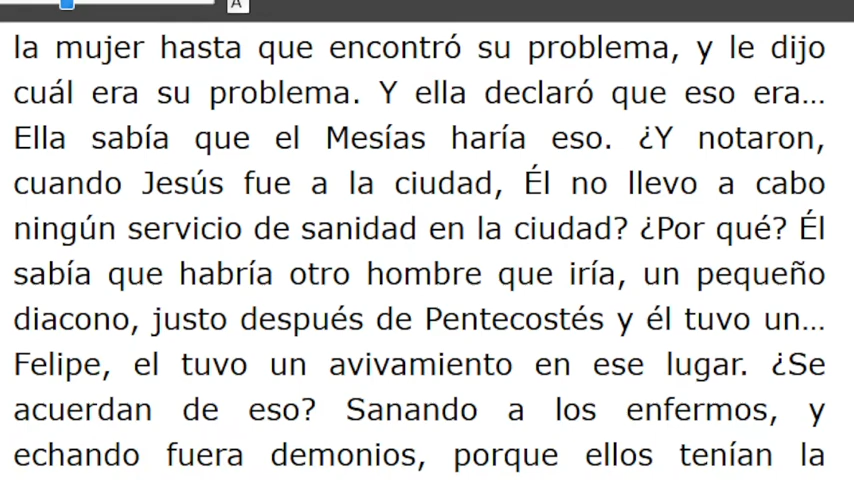 A
la mujer hasta que encontró su problema, y le dijo
cuál era su problema. Y ella declaró que eso era...
Ella sabía que el Mesías haría eso. ¿Y notaron,
cuando Jesús fue a la ciudad, Él no llevo a cabo
ningún servicio de sanidad en la ciudad? ¿Por qué? Él
sabía que habría otro hombre que iría, un pequeño
diacono, justo después de Pentecostés y él tuvo un...
Felipe, el tuvo un avivamiento en ese lugar. ¿Se
acuerdan de eso? Sanando a los enfermos, y
echando fuera demonios, porque ellos tenían la